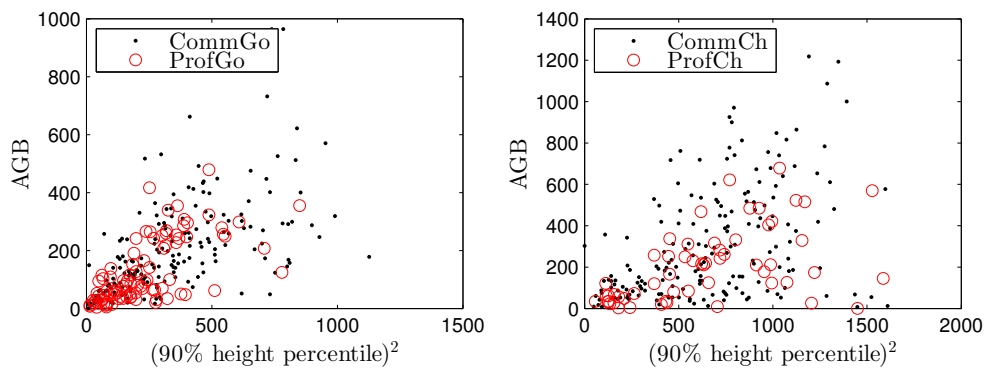 1000
800
600
400
200
0
AGB
CommGo
ProfGo
0 500 1000 1500
(90% height percentile)²
1400
1200
1000
800
600
400
200
0
AGB
CommCh
ProfCh
0 500 1000 1500 2000
(90% height percentile)²